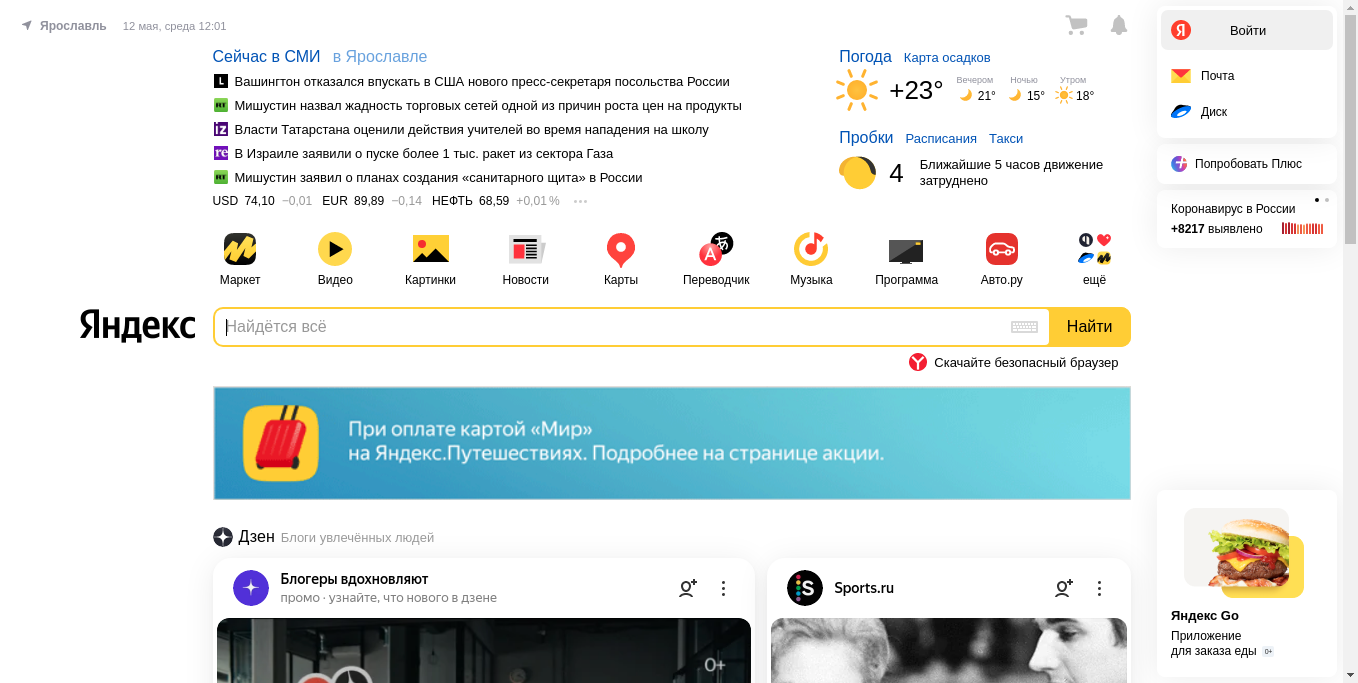 Ярославль 12 мая, среда 12:01
Сейчас в СМИ в Ярославле
Вашингтон отказался впускать в США нового пресс-секретаря посольства России
Мишустин назвал жадность торговых сетей одной из причин роста цен на продукты
Власти Татарстана оценили действия учителей во время нападения на школу
В Израиле заявили о пуске более 1 тыс. ракет из сектора Газа
Мишустин заявил о планах создания «санитарного щита» в России
USD 74,10 −0,01 EUR 89,89 −0,14 НЕФТЬ 68,59 +0,01% ···
Погода Карта осадков
+23°
Вечером Ночью Утром
21° 15° 18°
Пробки Расписания Такси
4 Ближайшие 5 часов движение
затруднено
Войти
Почта
Диск
Попробовать Плюс
Коронавирус в России
+8217 выявлено
Маркет Видео Картинки Новости Карты Переводчик Музыка Программа Авто.ру ещё
Яндекс Найдётся всё Найти
Скачайте безопасный браузер
При оплате картой «Мир»
на Яндекс.Путешествиях. Подробнее на странице акции.
Дзен Блоги увлечённых людей
Блогеры вдохновляют
промо · узнайте, что нового в дзене
Sports.ru
0+
Яндекс Go
Приложение
для заказа еды 0+